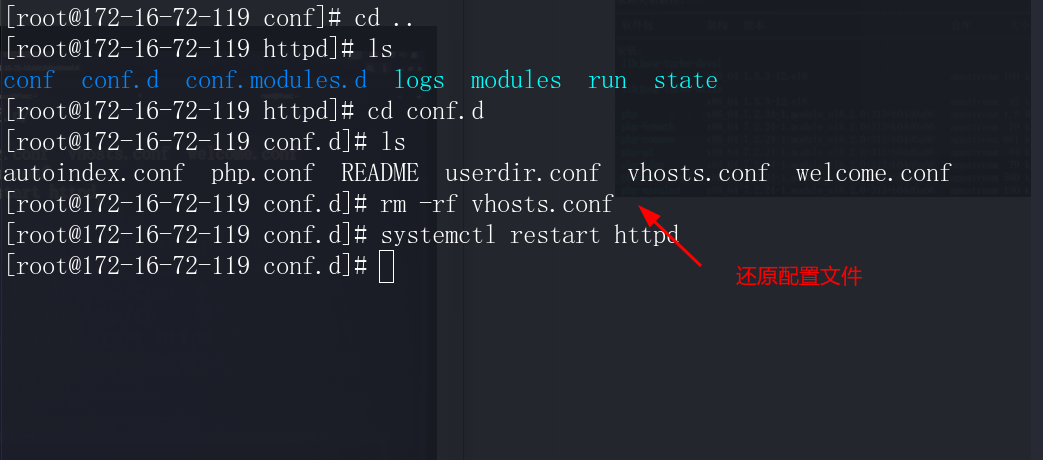 [root@172-16-72-119 conf]# cd ..
[root@172-16-72-119 httpd]# ls
conf conf.d conf.modules.d logs modules run state
[root@172-16-72-119 httpd]# cd conf.d
[root@172-16-72-119 conf.d]# ls
autoindex.conf php.conf README userdir.conf vhosts.conf welcome.conf
[root@172-16-72-119 conf.d]# rm -rf vhosts.conf
[root@172-16-72-119 conf.d]# systemctl restart httpd
[root@172-16-72-119 conf.d]#
还原配置文件